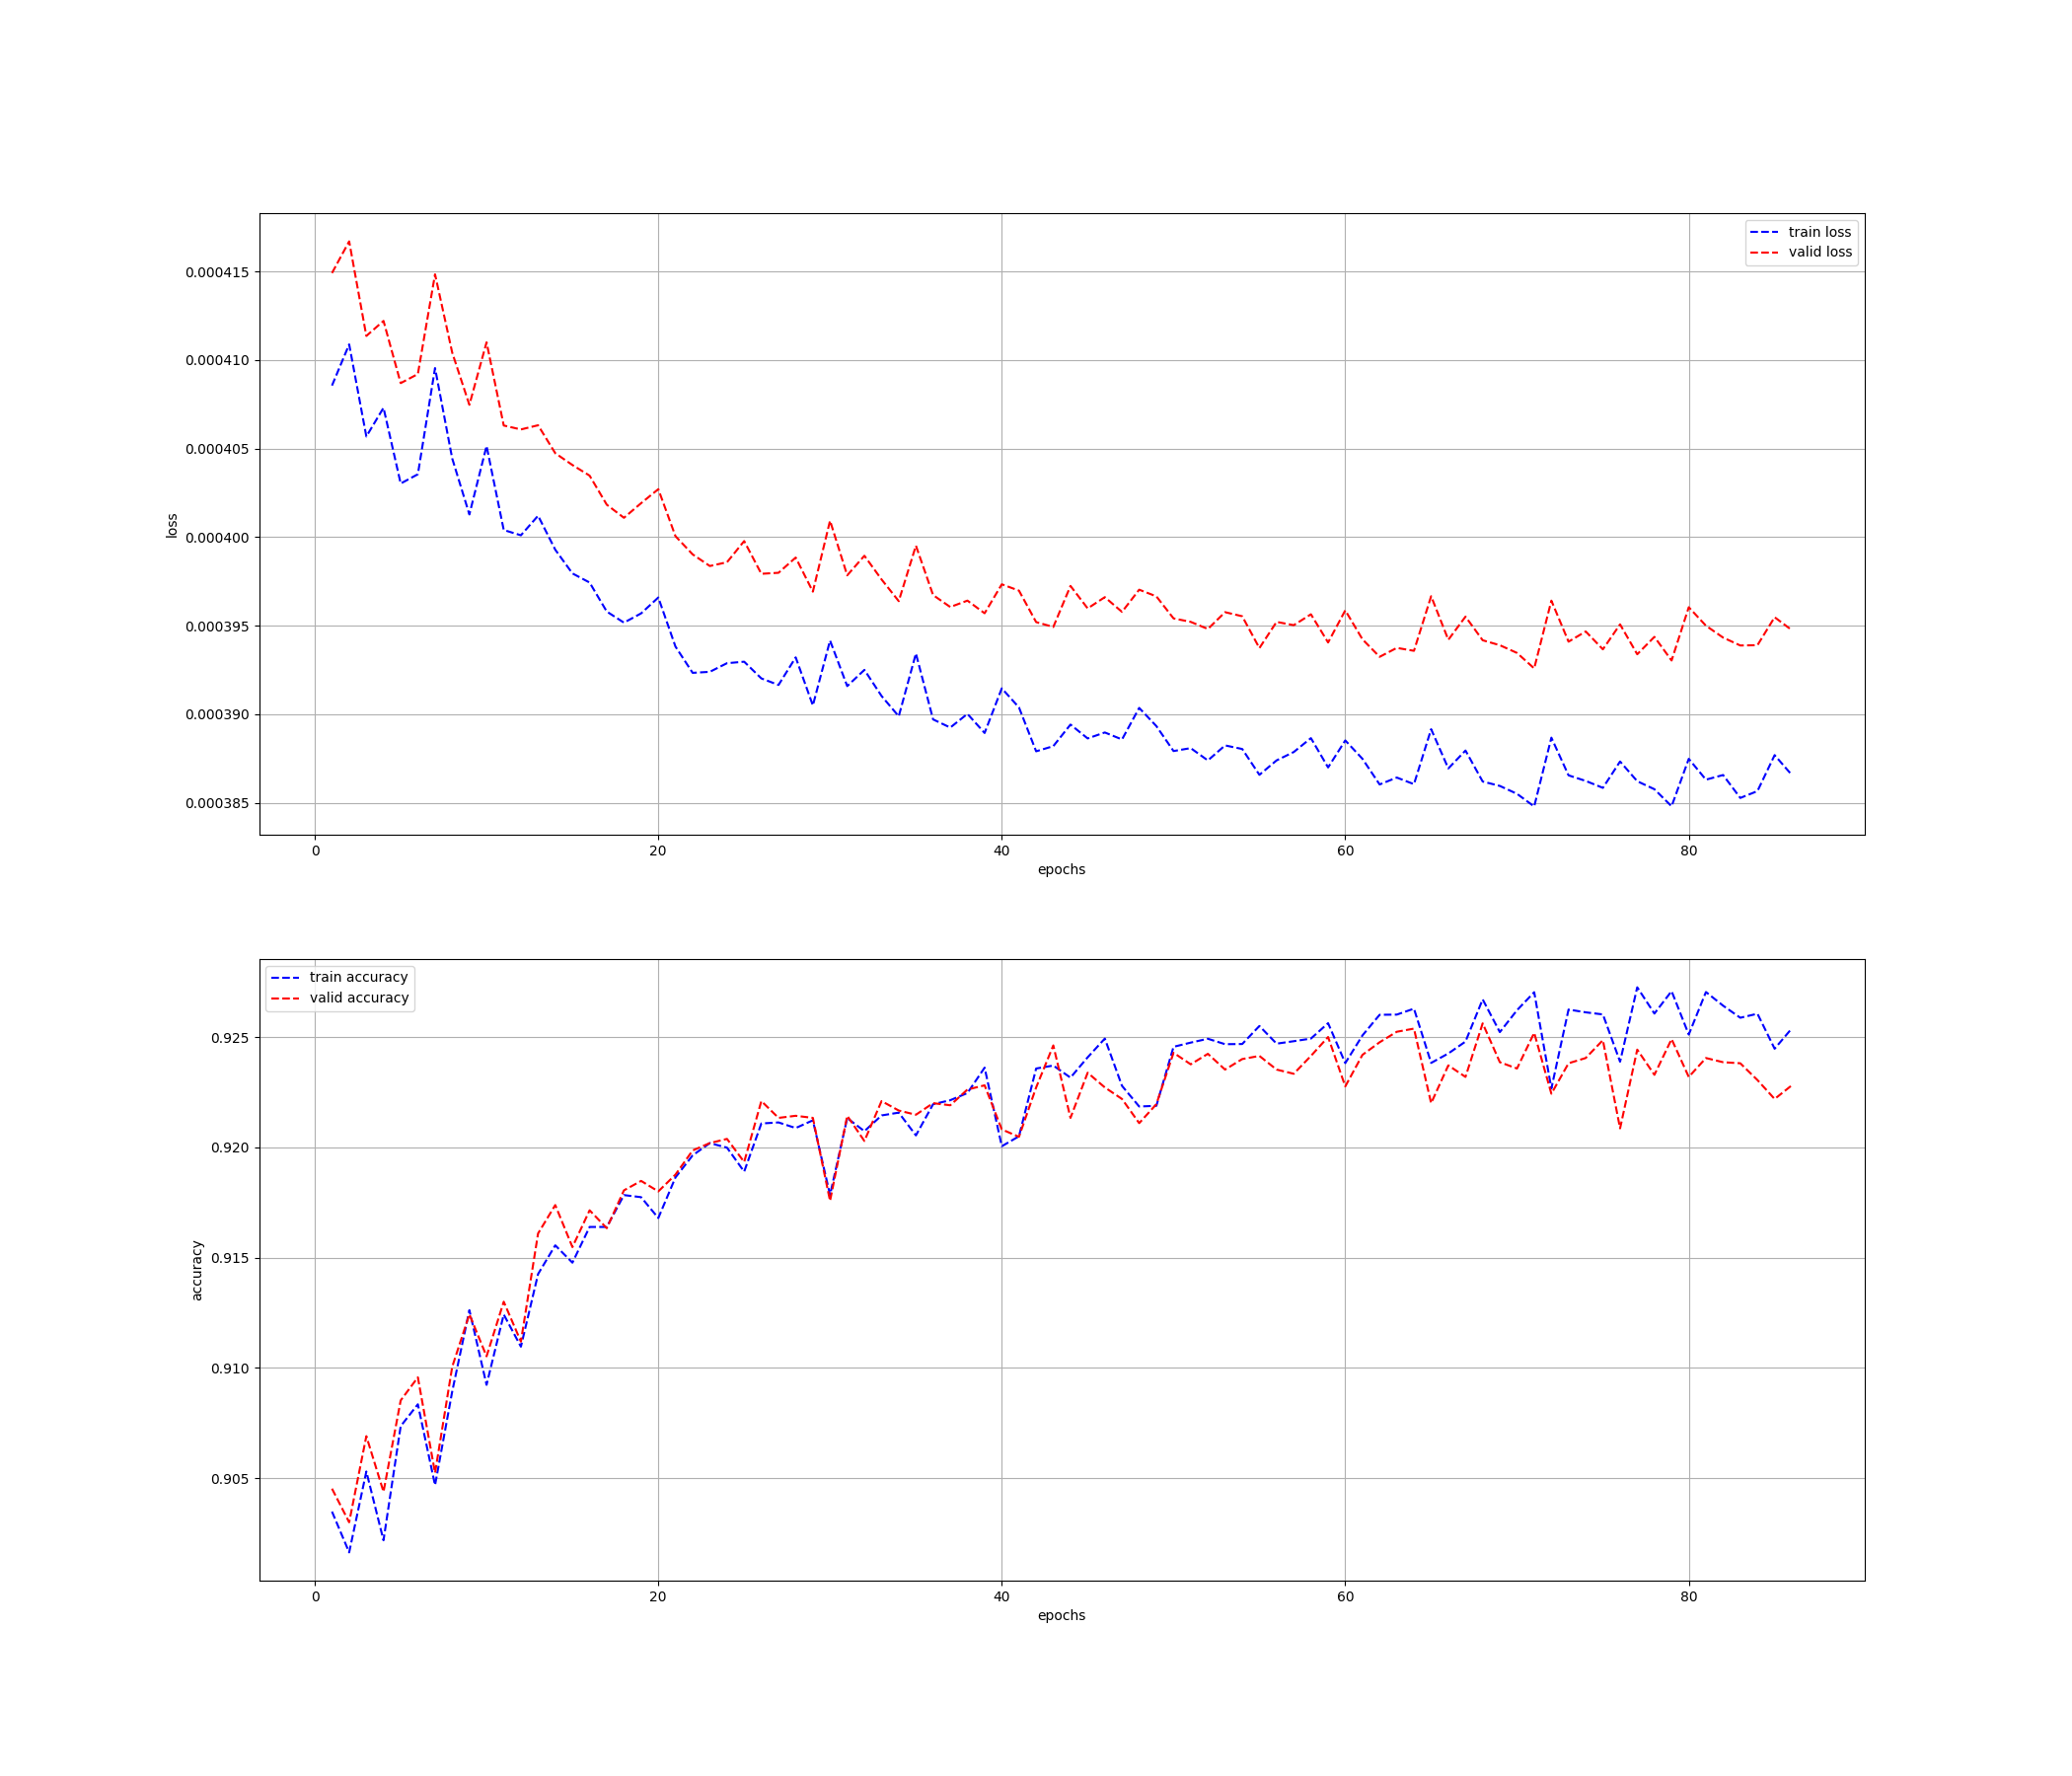 train loss
valid loss
0.000415
0.000410
0.000405
0.000400
0.000395
0.000390
0.000385
loss
0 20 40 60 80
epochs
train accuracy
valid accuracy
0.925
0.920
0.915
0.910
0.905
accuracy
0 20 40 60 80
epochs